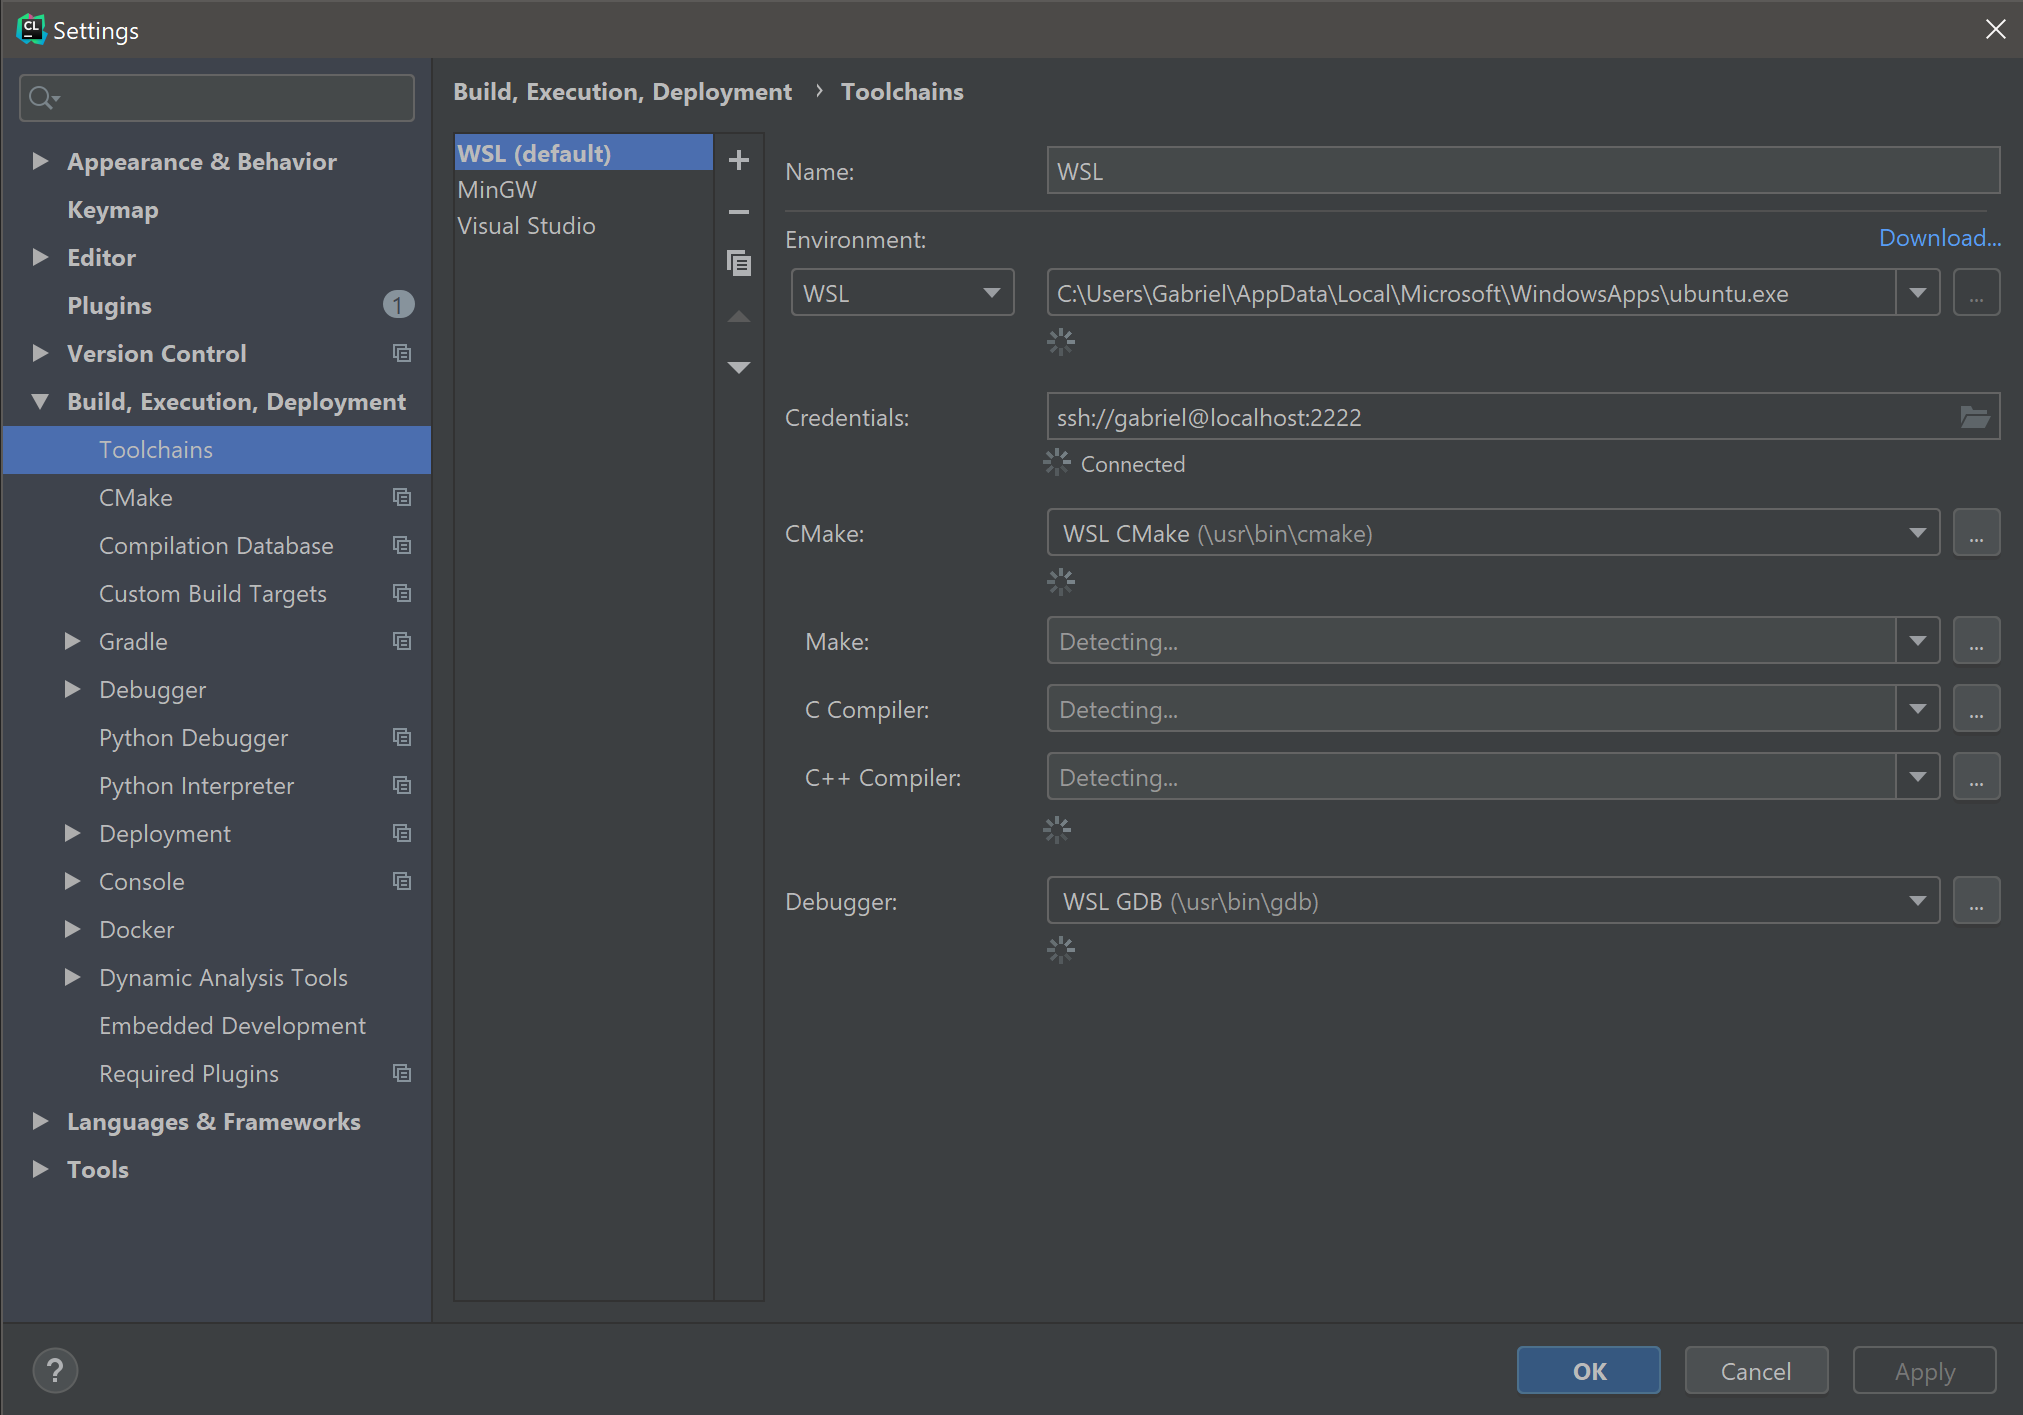 CL Settings
Appearance & Behavior
Keymap
Editor
Plugins 1
Version Control
Build, Execution, Deployment
Toolchains
CMake
Compilation Database
Custom Build Targets
Gradle
Debugger
Python Debugger
Python Interpreter
Deployment
Console
Docker
Dynamic Analysis Tools
Embedded Development
Required Plugins
Languages & Frameworks
Tools
Build, Execution, Deployment › Toolchains
WSL (default)
MinGW
Visual Studio
Name: WSL
Environment: Download...
WSL C:\Users\Gabriel\AppData\Local\Microsoft\WindowsApps\ubuntu.exe ...
Credentials: ssh://gabriel@localhost:2222
Connected
CMake: WSL CMake (\usr\bin\cmake) ...
Make: Detecting... ...
C Compiler: Detecting... ...
C++ Compiler: Detecting... ...
Debugger: WSL GDB (\usr\bin\gdb) ...
? OK Cancel Apply